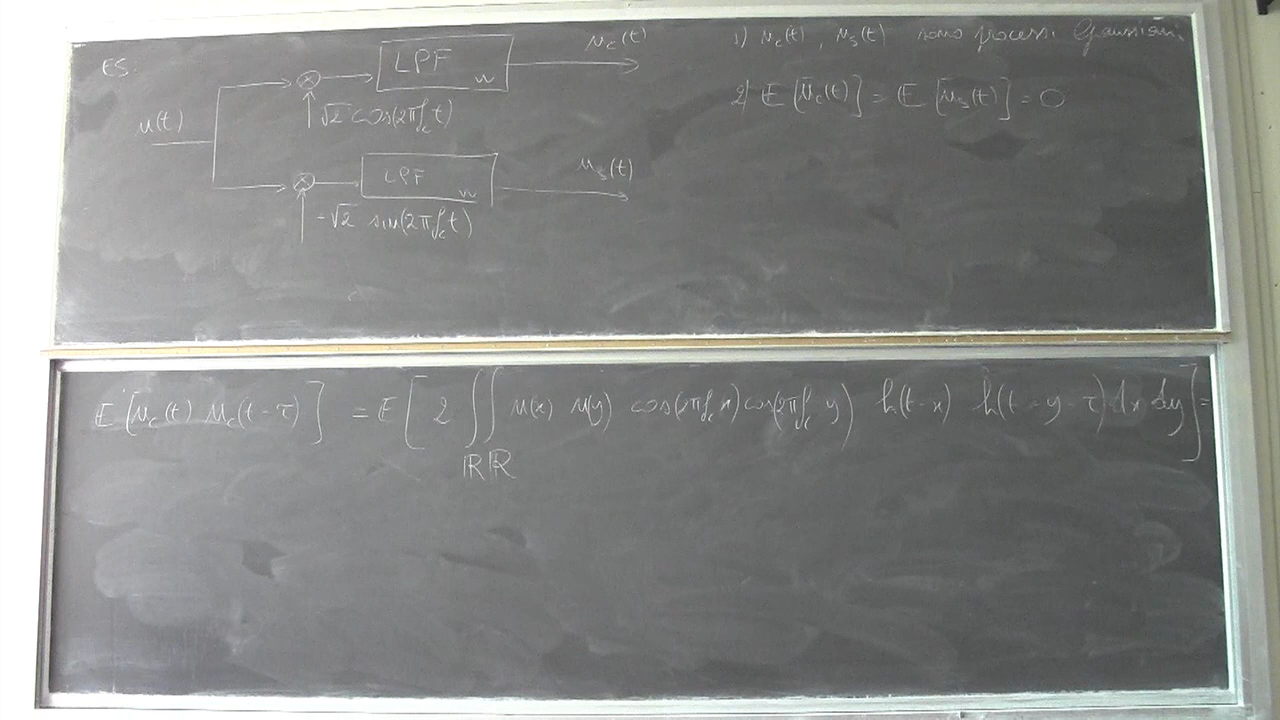 ES.
LPF
w
n_c(t)
√2 cos(2πf_c t)
n(t)
LPF
w
n_s(t)
-√2 sin(2πf_c t)
1) n_c(t), n_s(t) sono processi Gaussiani
2) E[n_c(t)] = E[n_s(t)] = 0
E[n_c(t) n_c(t-τ)] = E[2 ∫∫ n(x) n(y) cos(2πf_c x) cos(2πf_c y) h(t-x) h(t-y-τ) dx dy] =
ℝ ℝ